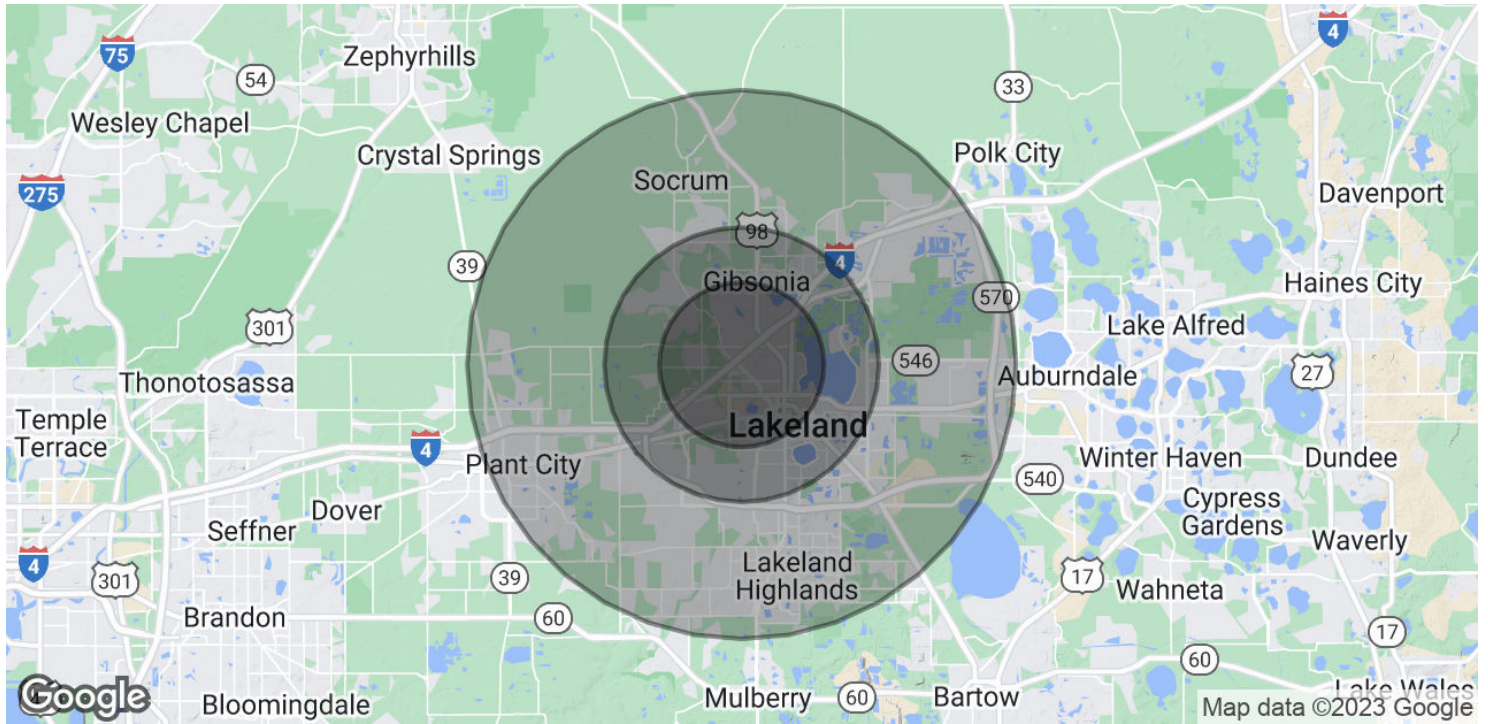 75
54
Zephyrhills
4
33
Wesley Chapel
Crystal Springs
Polk City
275
Socrum
Davenport
98
39
4
Gibsonia
Haines City
570
301
Lake Alfred
546
Thonotosassa
Auburndale
27
Temple
Terrace
Lakeland
4
Plant City
Winter Haven
Dundee
540
Cypress
Gardens
Dover
Seffner
Waverly
4
Lakeland
Highlands
301
39
17
Wahneta
Brandon
60
17
60
Google
Bloomingdale
Mulberry
60
Bartow
Lake Wales
Map data ©2023 Google